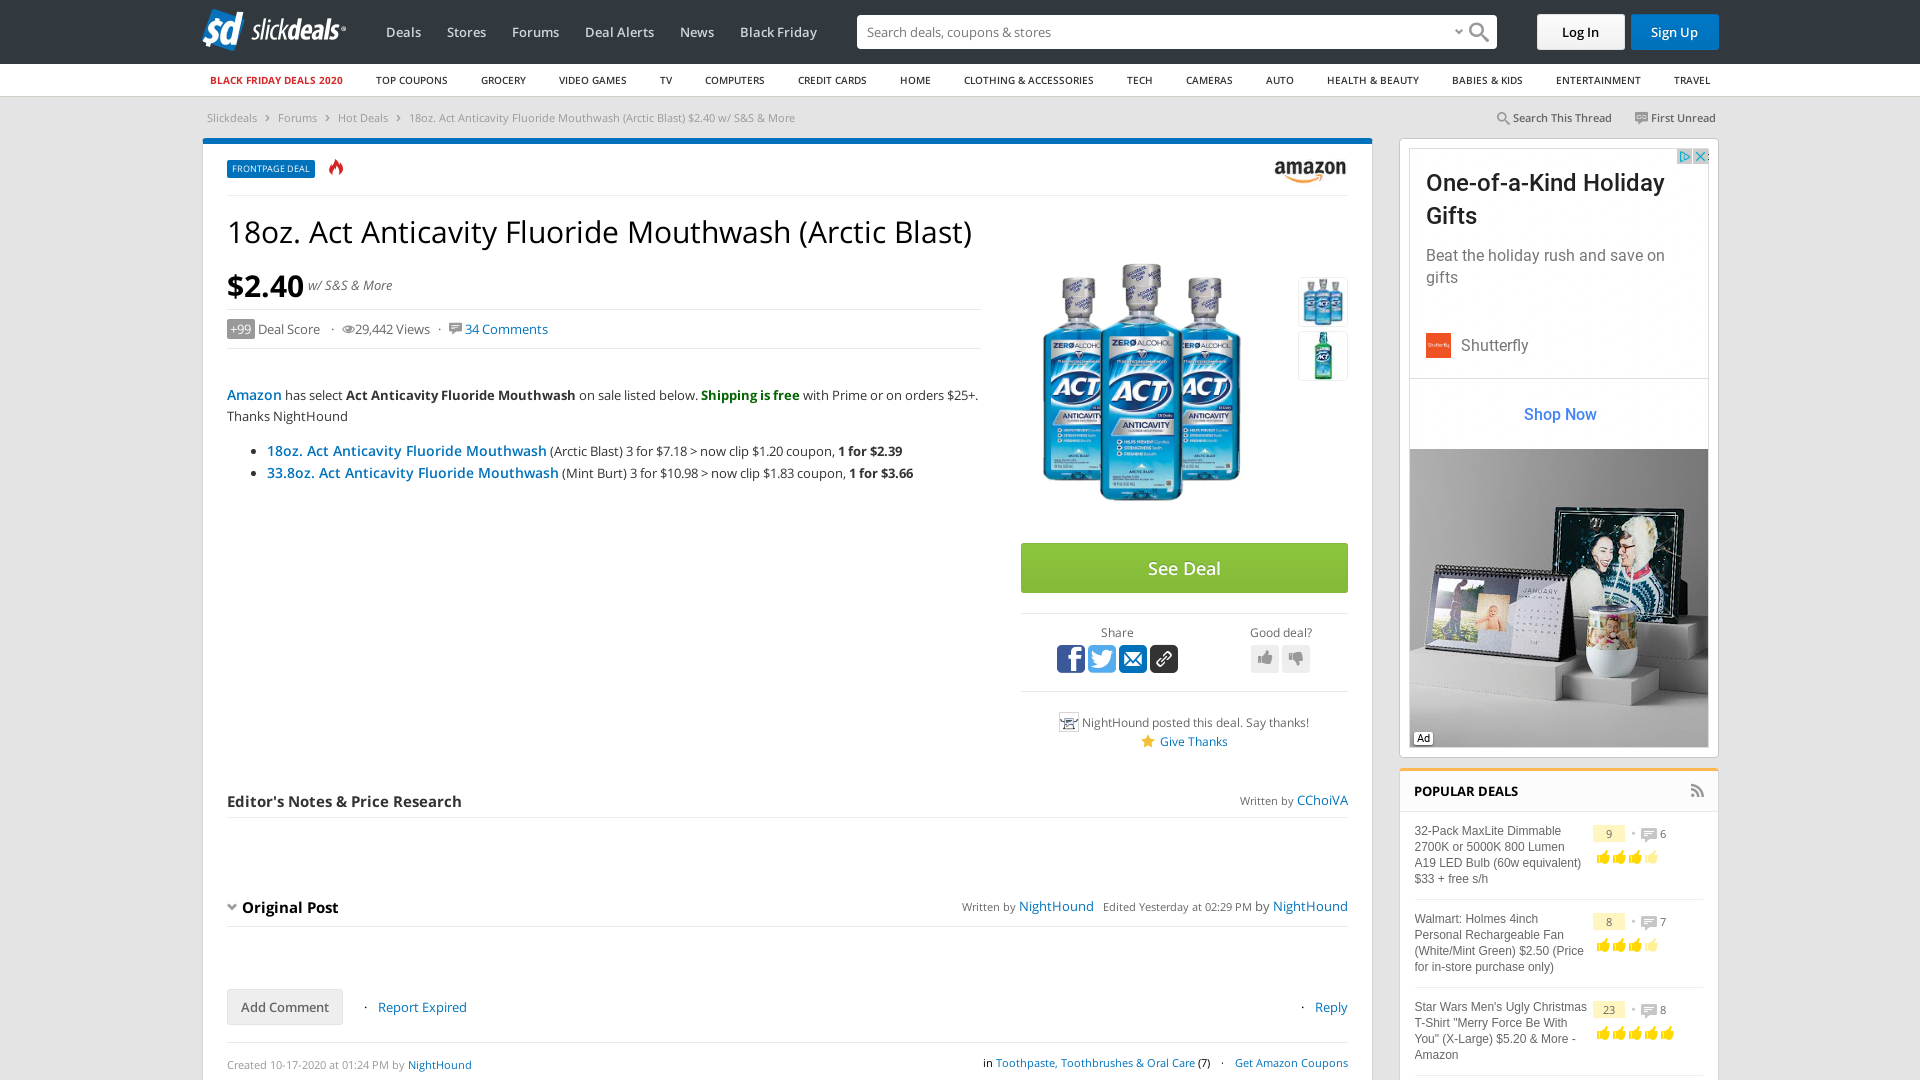 slickdeals
Deals
Stores
Forums
Deal Alerts
News
Black Friday
Search deals, coupons & stores
Log In
Sign Up
BLACK FRIDAY DEALS 2020
TOP COUPONS
GROCERY
VIDEO GAMES
TV
COMPUTERS
CREDIT CARDS
HOME
CLOTHING & ACCESSORIES
TECH
CAMERAS
AUTO
HEALTH & BEAUTY
BABIES & KIDS
ENTERTAINMENT
TRAVEL
Slickdeals › Forums › Hot Deals › 18oz. Act Anticavity Fluoride Mouthwash (Arctic Blast) $2.40 w/ S&S & More
Search This Thread
First Unread
FRONTPAGE DEAL
amazon
18oz. Act Anticavity Fluoride Mouthwash (Arctic Blast)
$2.40 w/ S&S & More
+99 Deal Score · 29,442 Views · 34 Comments
Amazon has select Act Anticavity Fluoride Mouthwash on sale listed below. Shipping is free with Prime or on orders $25+.
Thanks NightHound
• 18oz. Act Anticavity Fluoride Mouthwash (Arctic Blast) 3 for $7.18 > now clip $1.20 coupon, 1 for $2.39
• 33.8oz. Act Anticavity Fluoride Mouthwash (Mint Burt) 3 for $10.98 > now clip $1.83 coupon, 1 for $3.66
ZERO ALCOHOL
ACT
ANTICAVITY
See Deal
Share
Good deal?
NightHound posted this deal. Say thanks!
Give Thanks
Editor's Notes & Price Research
Written by CChoiVA
Original Post
Written by NightHound Edited Yesterday at 02:29 PM by NightHound
Add Comment
· Report Expired
· Reply
Created 10-17-2020 at 01:24 PM by NightHound
in Toothpaste, Toothbrushes & Oral Care (7) · Get Amazon Coupons
One-of-a-Kind Holiday
Gifts
Beat the holiday rush and save on
gifts
Shutterfly
Shop Now
JANUARY
Ad
POPULAR DEALS
32-Pack MaxLite Dimmable
2700K or 5000K 800 Lumen
A19 LED Bulb (60w equivalent)
$33 + free s/h
9 • 6
Walmart: Holmes 4inch
Personal Rechargeable Fan
(White/Mint Green) $2.50 (Price
for in-store purchase only)
8 • 7
Star Wars Men's Ugly Christmas
T-Shirt "Merry Force Be With
You" (X-Large) $5.20 & More -
Amazon
23 • 8